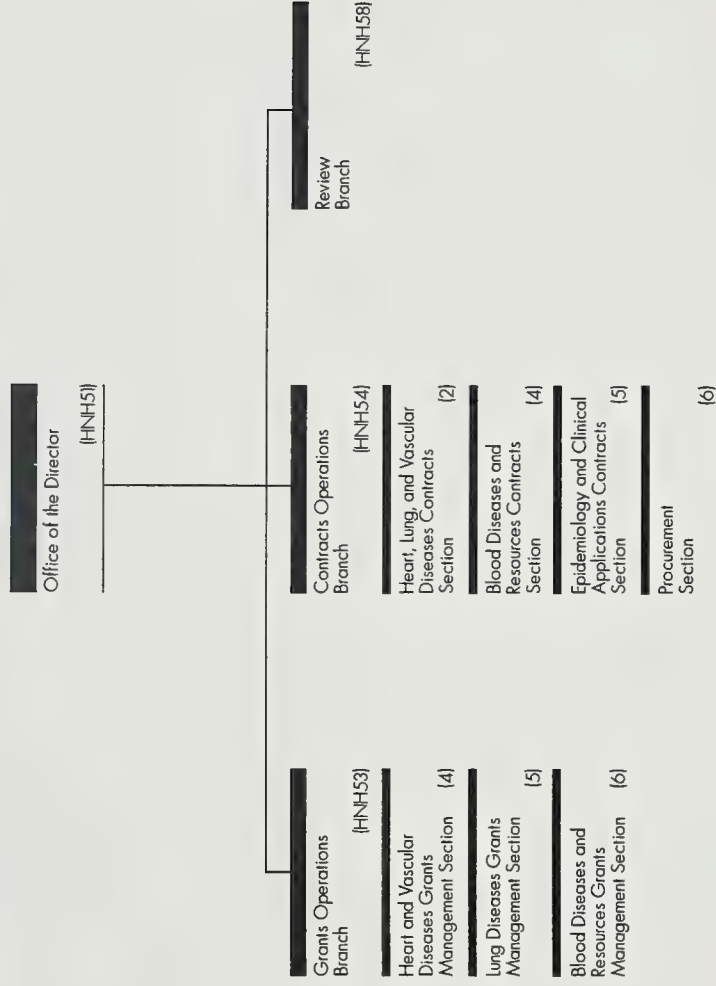 Office of the Director
(HNH5)
Grants Operations
Branch
(HNH53)
Heart and Vascular
Diseases Grants
Management Section (4)
Lung Diseases Grants
Management Section (5)
Blood Diseases and
Resources Grants
Management Section (6)
Contracts Operations
Branch
(HNH54)
Heart, Lung, and Vascular
Diseases Contracts
Section (2)
Blood Diseases and
Resources Contracts
Section (4)
Epidemiology and Clinical
Applications Contracts
Section (5)
Procurement
Section
(6)
Review
Branch
(HNH58)